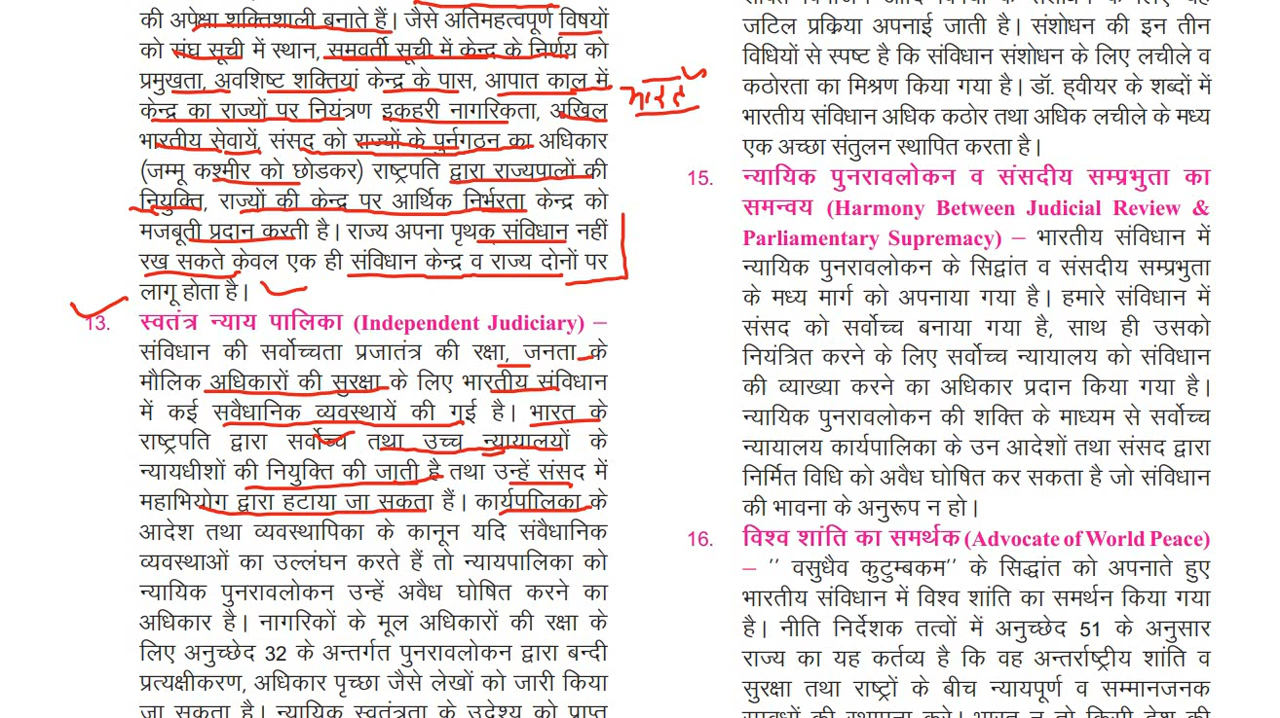 की अपेक्षा शक्तिशाली बनाते हैं। जैसे अतिमहत्वपूर्ण विषयों
को संघ सूची में स्थान, समवर्ती सूची में केन्द्र के निर्णय को
प्रमुखता, अवशिष्ट शक्तियां केन्द्र के पास, आपात काल में
केन्द्र का राज्यों पर नियंत्रण इकहरी नागरिकता, अखिल
भारतीय सेवायें, संसद को राज्यों के पुर्नगठन का अधिकार
(जम्मू कश्मीर को छोडकर) राष्ट्रपति द्वारा राज्यपालों की
नियुक्ति, राज्यों की केन्द्र पर आर्थिक निर्भरता केन्द्र को
मजबूती प्रदान करती है। राज्य अपना पृथक संविधान नहीं
रख सकते केवल एक ही संविधान केन्द्र व राज्य दोनों पर
लागू होता है।
भारत
13. स्वतंत्र न्याय पालिका (Independent Judiciary) –
संविधान की सर्वोच्चता प्रजातंत्र की रक्षा, जनता के
मौलिक अधिकारों की सुरक्षा के लिए भारतीय संविधान
में कई सवैधानिक व्यवस्थायें की गई है। भारत के
राष्ट्रपति द्वारा सर्वोच्च तथा उच्च न्यायालयों के
न्यायधीशों की नियुक्ति की जाती है तथा उन्हें संसद में
महाभियोग द्वारा हटाया जा सकता हैं। कार्यपालिका के
आदेश तथा व्यवस्थापिका के कानून यदि संवैधानिक
व्यवस्थाओं का उल्लंघन करते हैं तो न्यायपालिका को
न्यायिक पुनरावलोकन उन्हें अवैध घोषित करने का
अधिकार है। नागरिकों के मूल अधिकारों की रक्षा के
लिए अनुच्छेद 32 के अन्तर्गत पुनरावलोकन द्वारा बन्दी
प्रत्यक्षीकरण, अधिकार पृच्छा जैसे लेखों को जारी किया
जा सकता है। न्यायिक स्वतंत्रता के उद्देश्य को प्राप्त
जटिल प्रक्रिया अपनाई जाती है। संशोधन की इन तीन
विधियों से स्पष्ट है कि संविधान संशोधन के लिए लचीले व
कठोरता का मिश्रण किया गया है। डॉ. ह्वीयर के शब्दों में
भारतीय संविधान अधिक कठोर तथा अधिक लचीले के मध्य
एक अच्छा संतुलन स्थापित करता है।
15. न्यायिक पुनरावलोकन व संसदीय सम्प्रभुता का
समन्वय (Harmony Between Judicial Review &
Parliamentary Supremacy) – भारतीय संविधान में
न्यायिक पुनरावलोकन के सिद्वांत व संसदीय सम्प्रभुता
के मध्य मार्ग को अपनाया गया है। हमारे संविधान में
संसद को सर्वोच्च बनाया गया है, साथ ही उसको
नियंत्रित करने के लिए सर्वोच्च न्यायालय को संविधान
की व्याख्या करने का अधिकार प्रदान किया गया है।
न्यायिक पुनरावलोकन की शक्ति के माध्यम से सर्वोच्च
न्यायालय कार्यपालिका के उन आदेशों तथा संसद द्वारा
निर्मित विधि को अवैध घोषित कर सकता है जो संविधान
की भावना के अनुरूप न हो।
16. विश्व शांति का समर्थक (Advocate of World Peace)
– '' वसुधैव कुटुम्बकम'' के सिद्धांत को अपनाते हुए
भारतीय संविधान में विश्व शांति का समर्थन किया गया
है। नीति निर्देशक तत्वों में अनुच्छेद 51 के अनुसार
राज्य का यह कर्तव्य है कि वह अन्तर्राष्ट्रीय शांति व
सुरक्षा तथा राष्ट्रों के बीच न्यायपूर्ण व सम्मानजनक